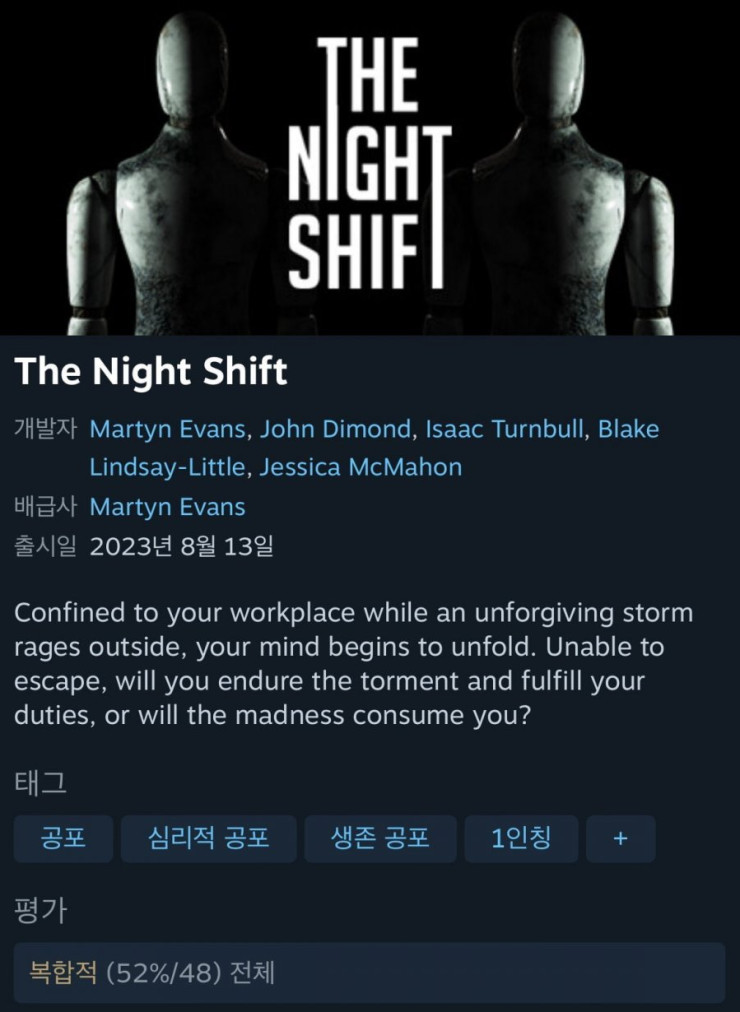 THE
NIGHT
SHIFT
The Night Shift
개발자 Martyn Evans, John Dimond, Isaac Turnbull, Blake
Lindsay-Little, Jessica McMahon
배급사 Martyn Evans
출시일 2023년 8월 13일
Confined to your workplace while an unforgiving storm
rages outside, your mind begins to unfold. Unable to
escape, will you endure the torment and fulfill your
duties, or will the madness consume you?
태그
공포 심리적 공포 생존 공포 1인칭 +
평가
복합적 (52%/48) 전체